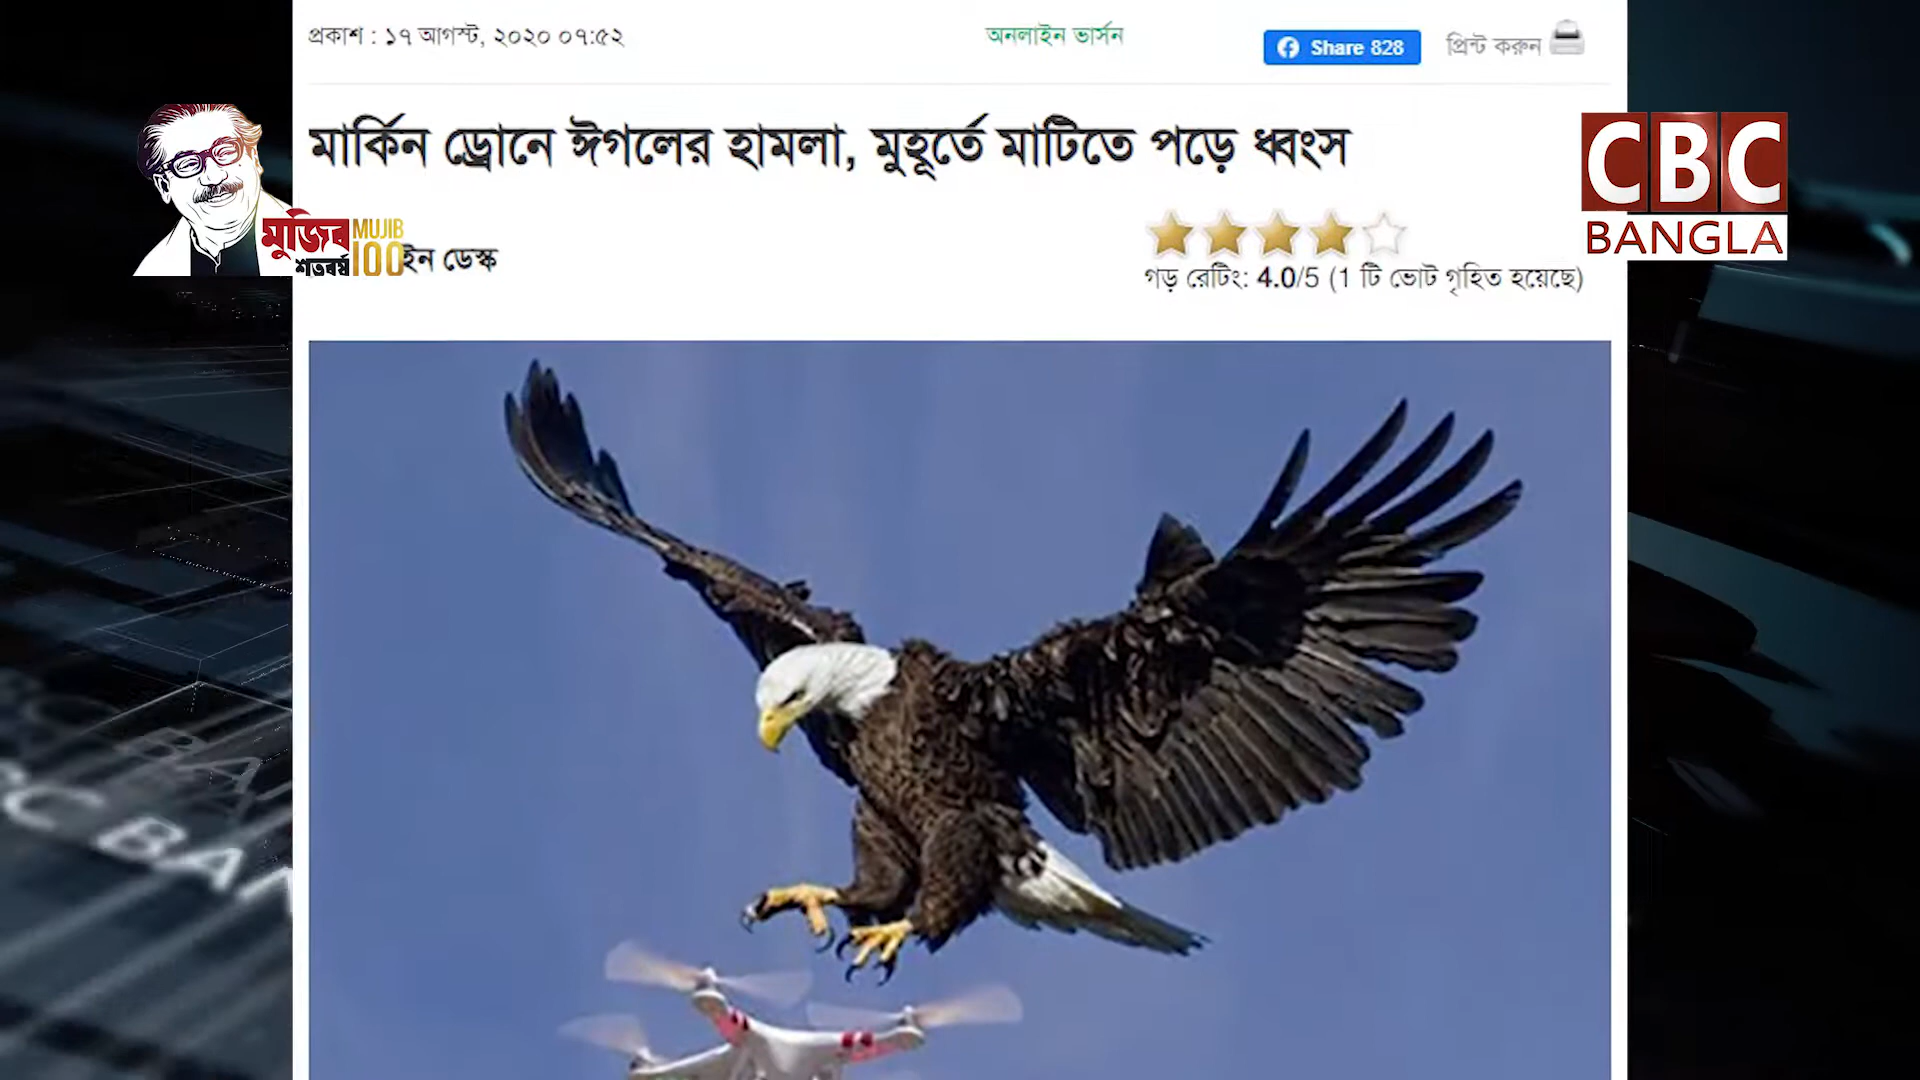 প্রকাশ : ১৭ আগস্ট, ২০২০ ০৭:৫২
অনলাইন ভার্সন
Share 828
প্রিন্ট করুন
মার্কিন ড্রোনে ঈগলের হামলা, মুহূর্তে মাটিতে পড়ে ধ্বংস
CBC
BANGLA
মুজিব
শতবর্ষ
MUJIB
100
ইন ডেস্ক
গড় রেটিং: 4.0/5 (1 টি ভোট গৃহিত হয়েছে)